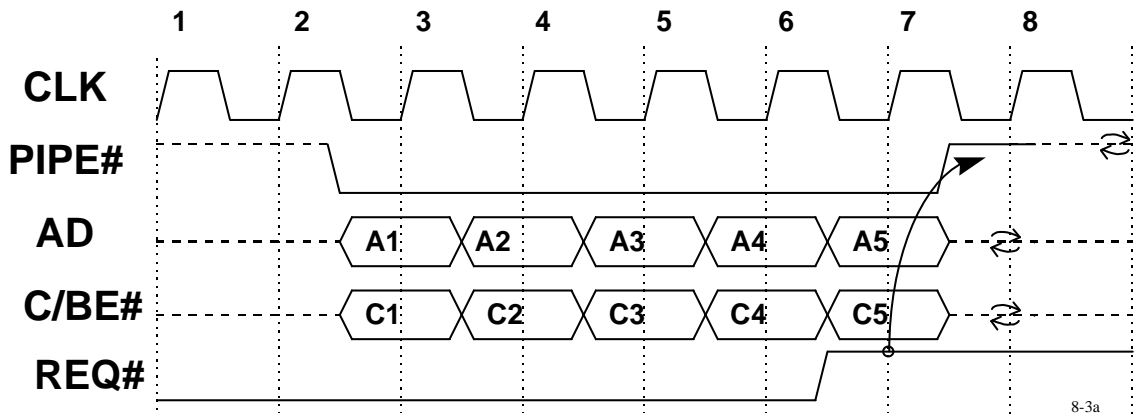 1 2 3 4 5 6 7 8
CLK
PIPE#
AD A1 A2 A3 A4 A5
C/BE# C1 C2 C3 C4 C5
REQ#
8-3a